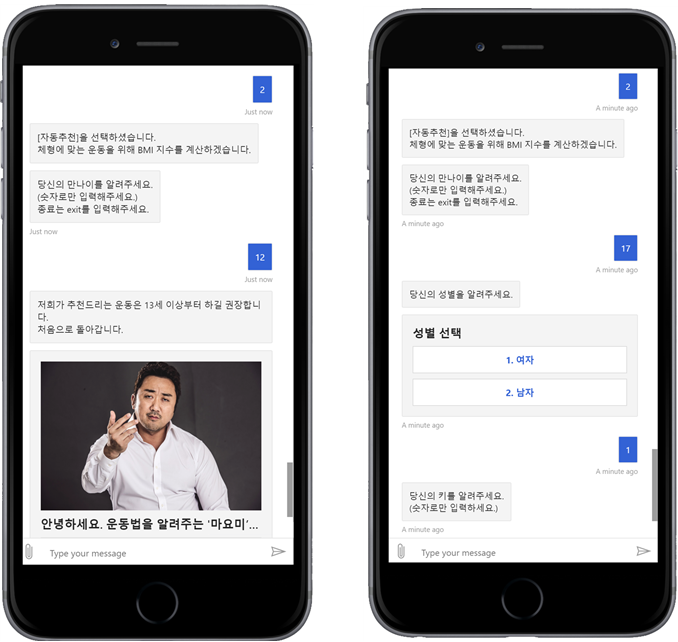 2
Just now
[자동추천]을 선택하셨습니다.
체형에 맞는 운동을 위해 BMI 지수를 계산하겠습니다.
당신의 만나이를 알려주세요.
(숫자로만 입력해주세요.)
종료는 exit를 입력해주세요.
Just now
12
Just now
저희가 추천드리는 운동은 13세 이상부터 하길 권장합니
다.
처음으로 돌아갑니다.
안녕하세요. 운동법을 알려주는 '마요미'...
Type your message
2
A minute ago
[자동추천]을 선택하셨습니다.
체형에 맞는 운동을 위해 BMI 지수를 계산하겠습니다.
당신의 만나이를 알려주세요.
(숫자로만 입력해주세요.)
종료는 exit를 입력해주세요.
A minute ago
17
A minute ago
당신의 성별을 알려주세요.
성별 선택
1. 여자
2. 남자
A minute ago
1
A minute ago
당신의 키를 알려주세요.
(숫자로만 입력하세요.)
A minute ago
Type your message